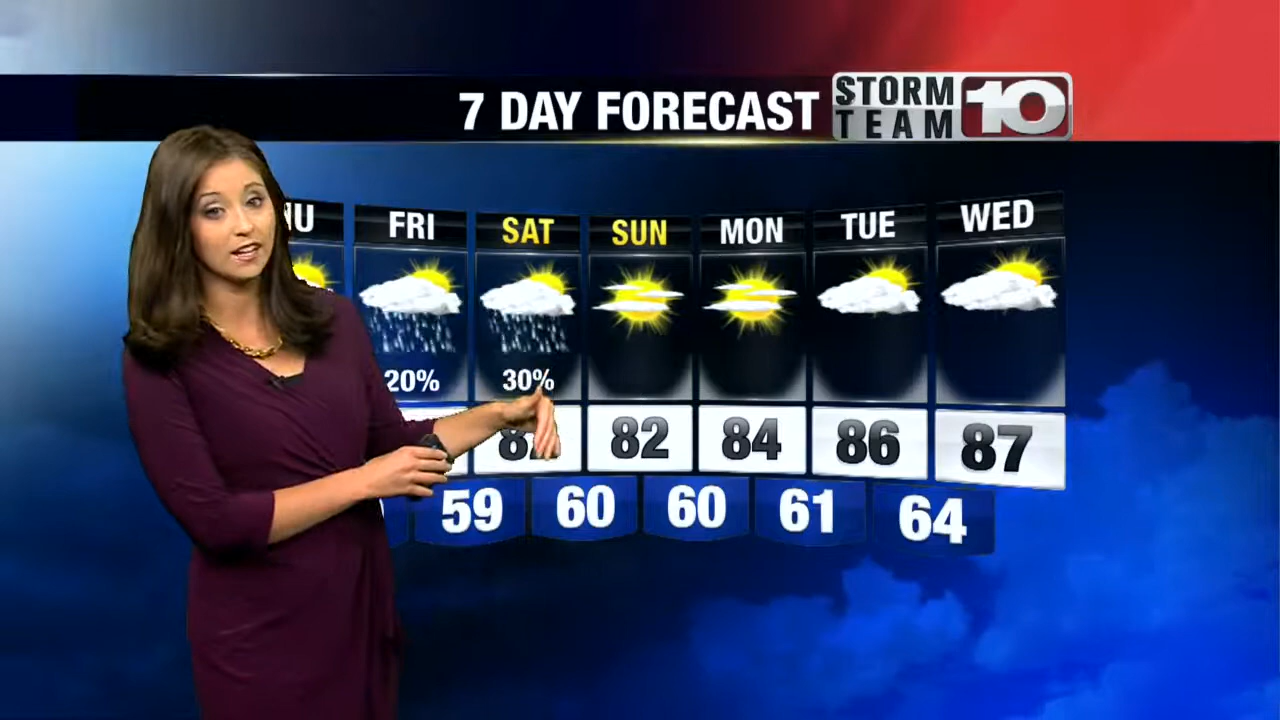 7 DAY FORECAST
STORM TEAM 10
FRI SAT SUN MON TUE WED
20% 30%
82 84 86 87
59 60 60 61 64